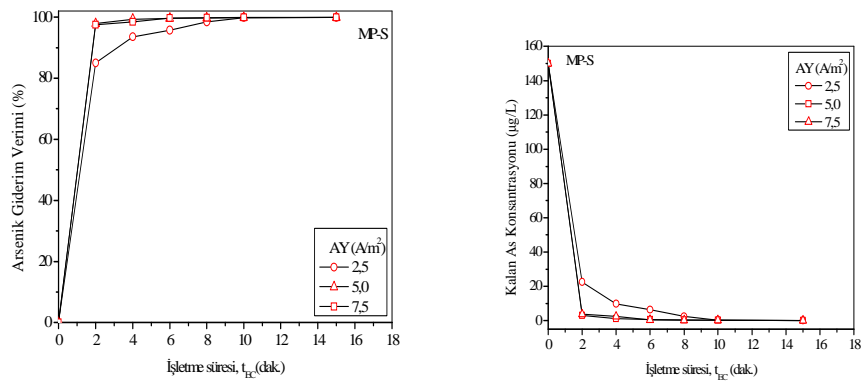 100
80
60
40
20
0
Arsenik Giderim Verimi (%)
MP-S
AY (A/m²)
2,5
5,0
7,5
0 2 4 6 8 10 12 14 16 18
İşletme süresi, t_EC (dak.)
160
140
120
100
80
60
40
20
0
Kalan As Konsantrasyonu (µg/L)
MP-S
AY (A/m²)
2,5
5,0
7,5
0 2 4 6 8 10 12 14 16 18
İşletme süresi, t_EC (dak.)